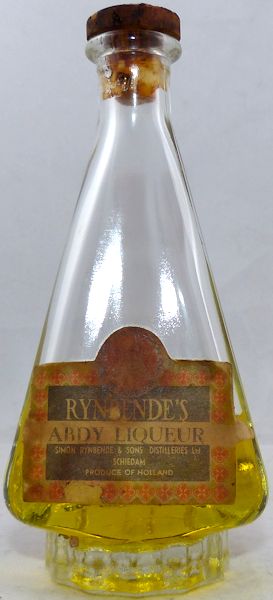 RYNBENDE'S
ABDY LIQUEUR
SIMON RYNBENDE & SONS DISTILLERIES Ltd
SCHIEDAM
PRODUCE OF HOLLAND